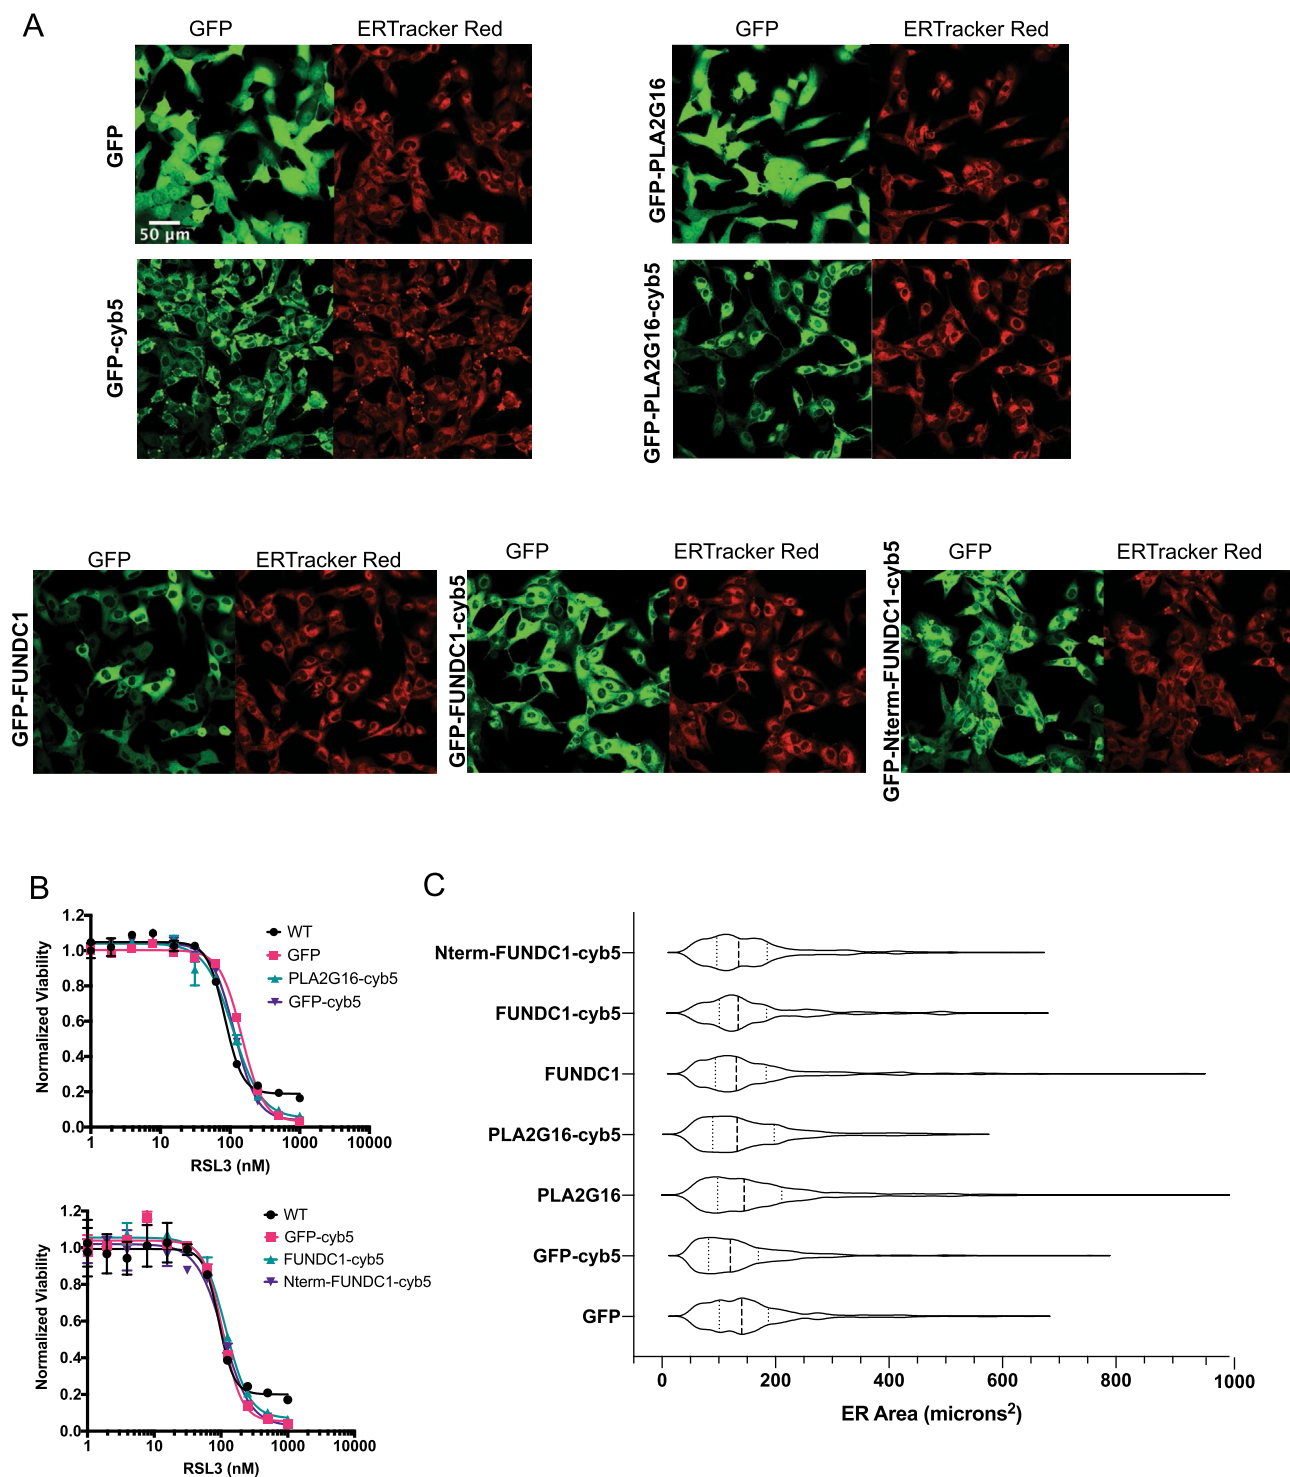 A
GFP ERTracker Red
GFP ERTracker Red
GFP
50 µm
GFP-PLA2G16
GFP-cyb5
GFP-PLA2G16-cyb5
GFP ERTracker Red
GFP ERTracker Red
GFP ERTracker Red
GFP-FUNDC1
GFP-FUNDC1-cyb5
GFP-Nterm-FUNDC1-cyb5
B
Normalized Viability
1.2
1.0
0.8
0.6
0.4
0.2
0.0
1 10 100 1000 10000
RSL3 (nM)
WT
GFP
PLA2G16-cyb5
GFP-cyb5
Normalized Viability
1.2
1.0
0.8
0.6
0.4
0.2
0.0
1 10 100 1000 10000
RSL3 (nM)
WT
GFP-cyb5
FUNDC1-cyb5
Nterm-FUNDC1-cyb5
C
Nterm-FUNDC1-cyb5
FUNDC1-cyb5
FUNDC1
PLA2G16-cyb5
PLA2G16
GFP-cyb5
GFP
0 200 400 600 800 1000
ER Area (microns²)